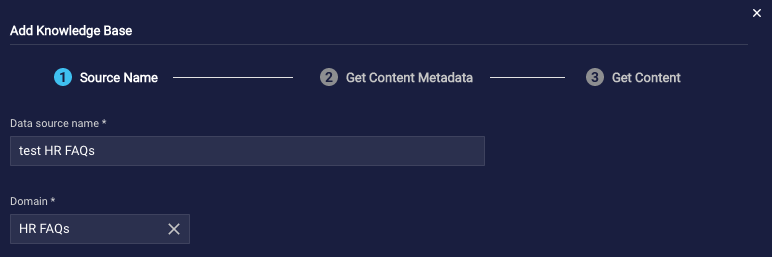 Add Knowledge Base
1 Source Name 2 Get Content Metadata 3 Get Content
Data source name *
test HR FAQs
Domain *
HR FAQs